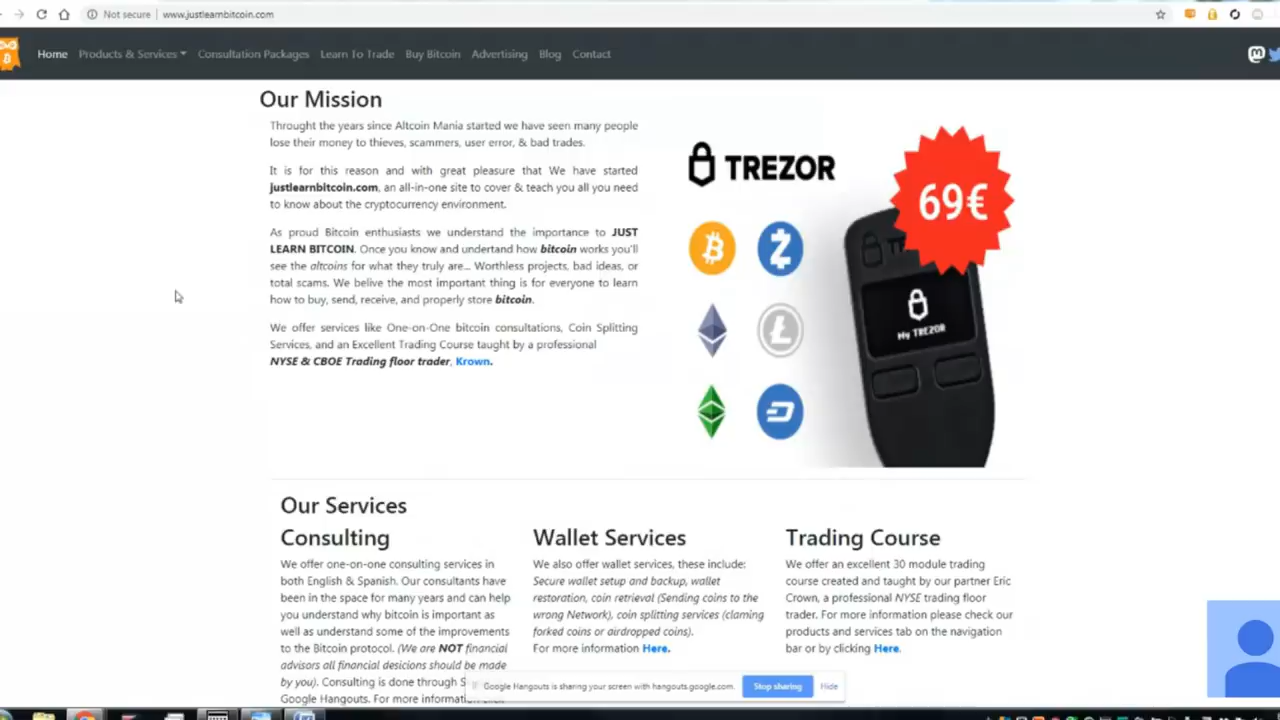 Not secure | www.justlearnbitcoin.com
Home Products & Services Consultation Packages Learn To Trade Buy Bitcoin Advertising Blog Contact
Our Mission
Throught the years since Altcoin Mania started we have seen many people
lose their money to thieves, scammers, user error, & bad trades.
It is for this reason and with great pleasure that We have started
justlearnbitcoin.com, an all-in-one site to cover & teach you all you need
to know about the cryptocurrency environment.
As proud Bitcoin enthusiasts we understand the importance to JUST
LEARN BITCOIN. Once you know and undertand how bitcoin works you'll
see the altcoins for what they truly are... Worthless projects, bad ideas, or
total scams. We belive the most important thing is for everyone to learn
how to buy, send, receive, and properly store bitcoin.
We offer services like One-on-One bitcoin consultations, Coin Splitting
Services, and an Excellent Trading Course taught by a professional
NYSE & CBOE Trading floor trader, Krown.
TREZOR
69€
My TREZOR
Our Services
Consulting
We offer one-on-one consulting services in
both English & Spanish. Our consultants have
been in the space for many years and can help
you understand why bitcoin is important as
well as understand some of the improvements
to the Bitcoin protocol. (We are NOT financial
advisors all financial desicions should be made
by you). Consulting is done through
Google Hangouts. For more
Wallet Services
We also offer wallet services, these include:
Secure wallet setup and backup, wallet
restoration, coin retrieval (Sending coins to the
wrong Network), coin splitting services (claming
forked coins or airdropped coins).
For more information Here.
Trading Course
We offer an excellent 30 module trading
course created and taught by our partner Eric
Crown, a professional NYSE trading floor
trader. For more information please check our
products and services tab on the navigation
bar or by clicking Here.
Google Hangouts is sharing your screen with hangouts.google.com. Stop sharing Hide